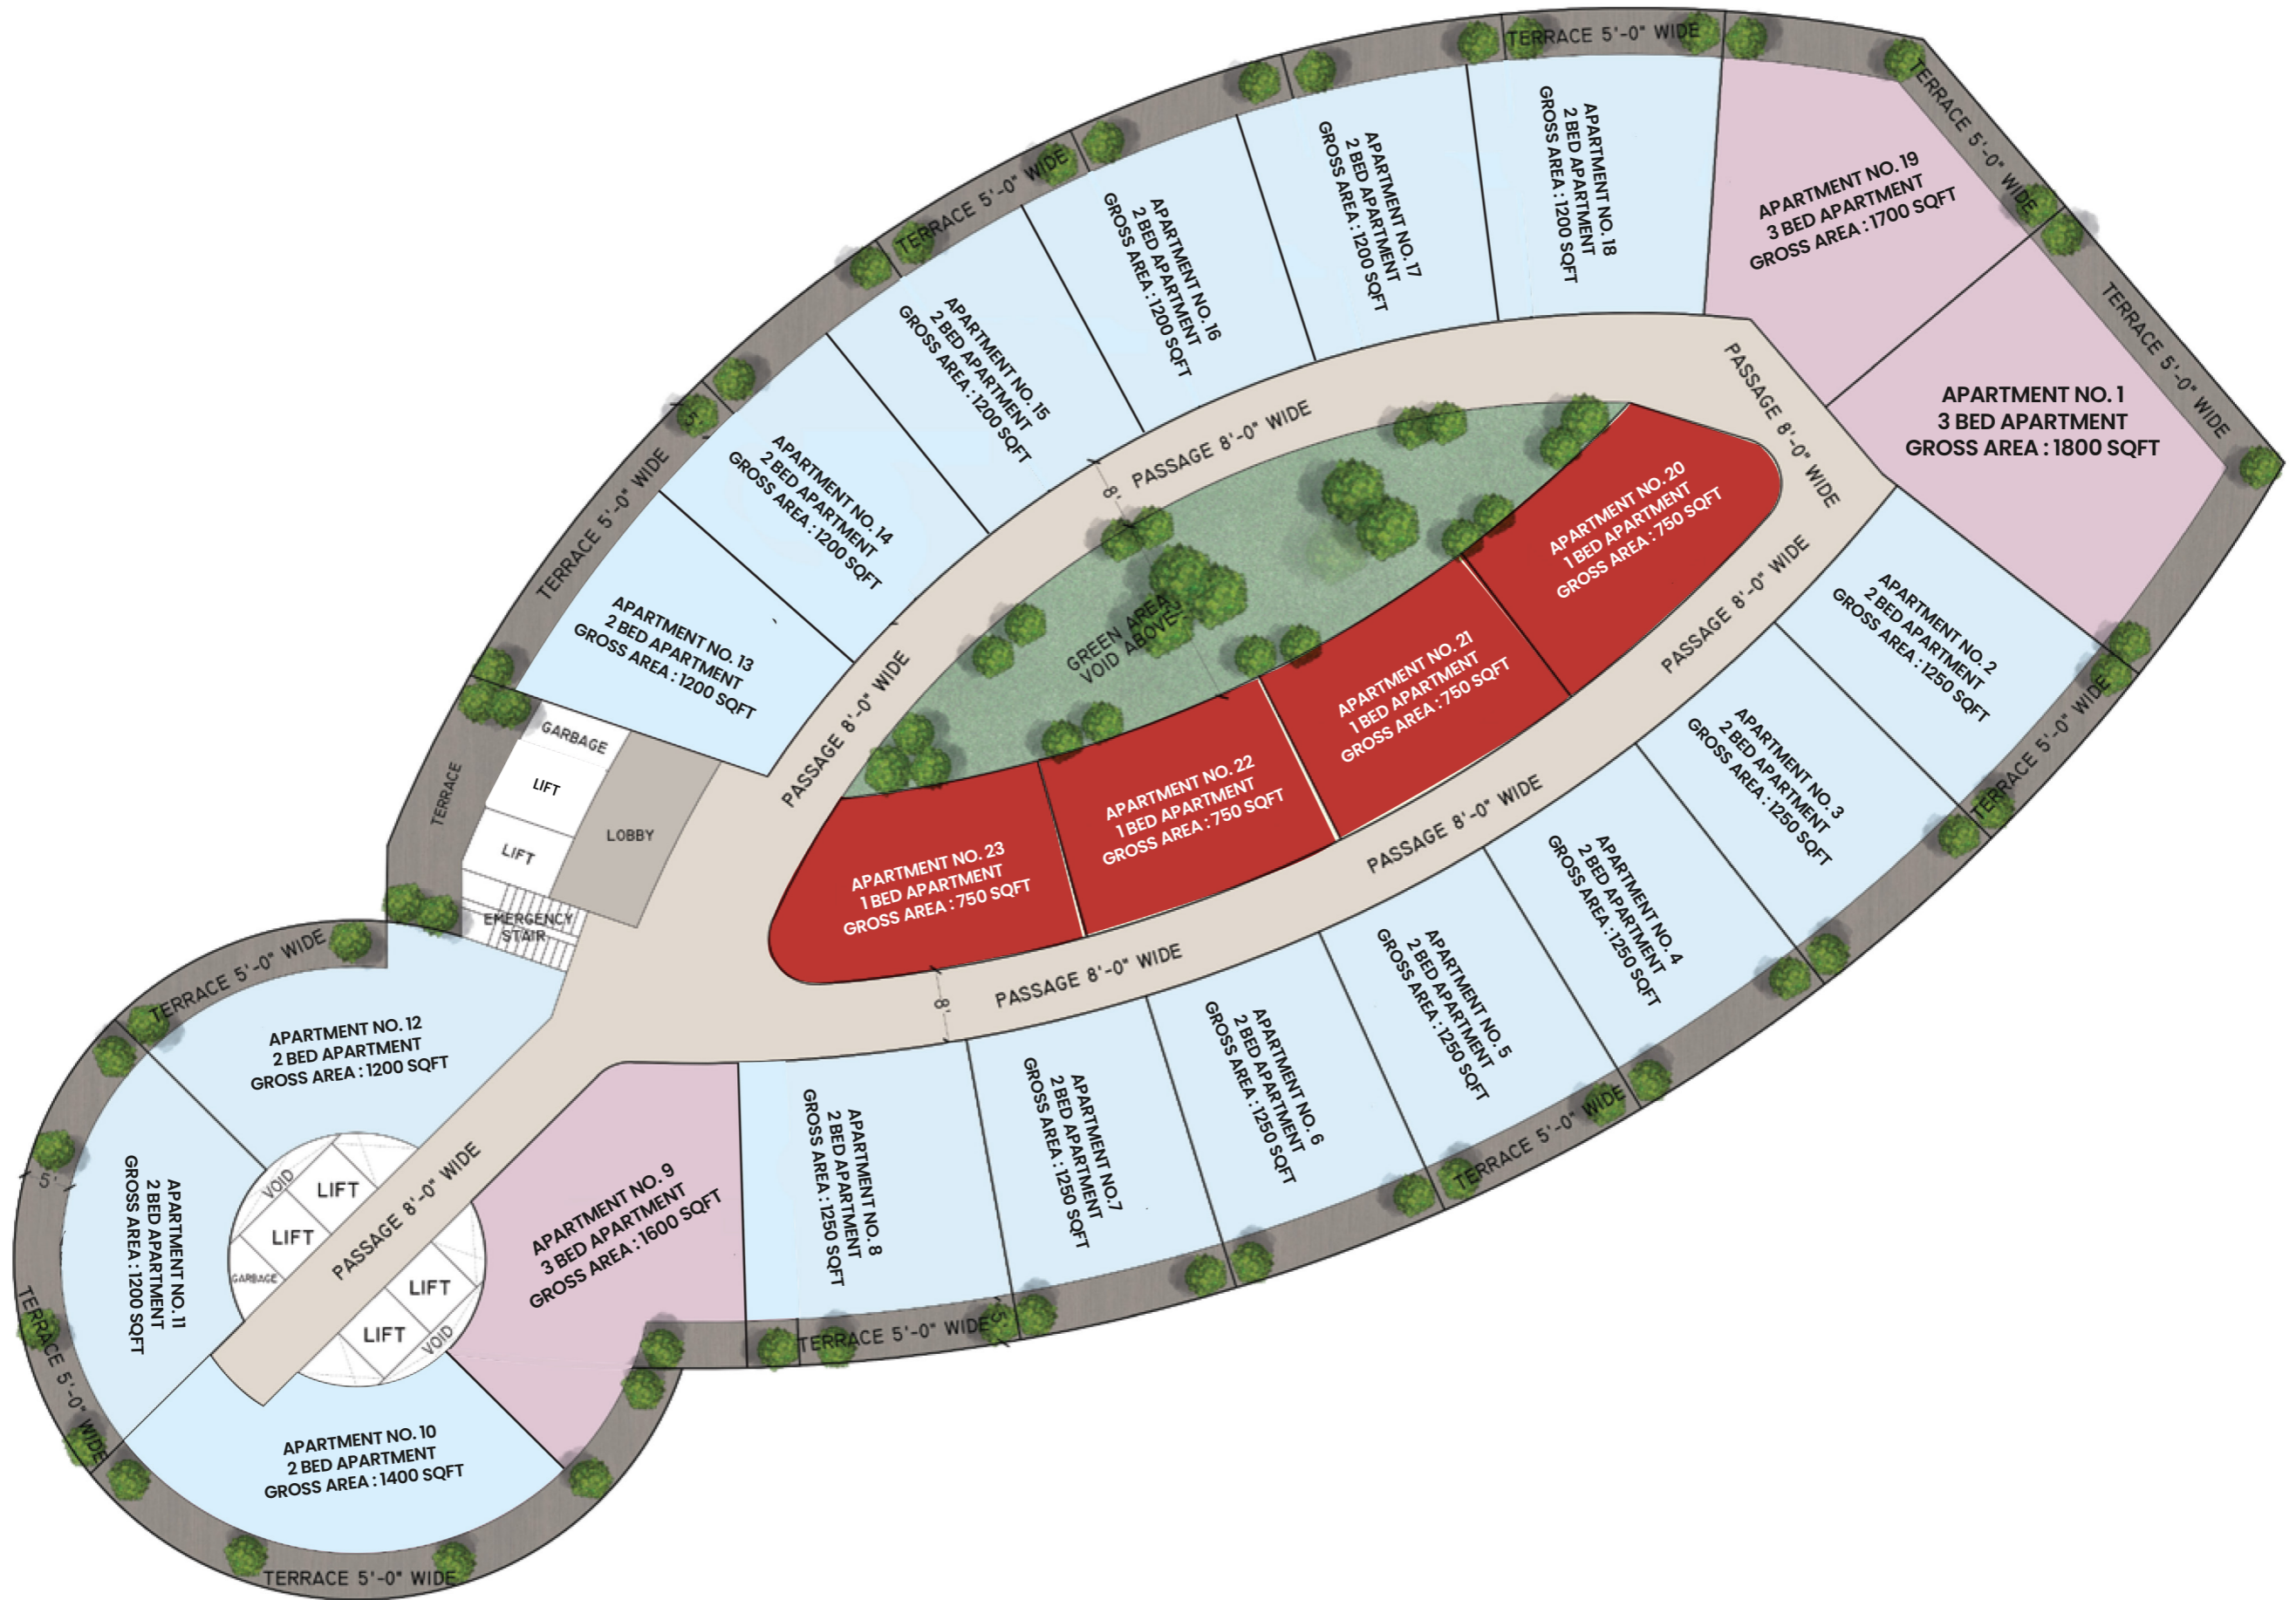 TERRACE 5'-0" WIDE
TERRACE 5'-0" WIDE
TERRACE 5'-0" WIDE
TERRACE 5'-0" WIDE
APARTMENT NO. 18
2 BED APARTMENT
GROSS AREA : 1200 SQFT
APARTMENT NO. 17
2 BED APARTMENT
GROSS AREA : 1200 SQFT
APARTMENT NO. 16
2 BED APARTMENT
GROSS AREA : 1200 SQFT
APARTMENT NO. 15
2 BED APARTMENT
GROSS AREA : 1200 SQFT
APARTMENT NO. 14
2 BED APARTMENT
GROSS AREA : 1200 SQFT
APARTMENT NO. 13
2 BED APARTMENT
GROSS AREA : 1200 SQFT
APARTMENT NO. 19
3 BED APARTMENT
GROSS AREA : 1700 SQFT
APARTMENT NO. 1
3 BED APARTMENT
GROSS AREA : 1800 SQFT
TERRACE 5'-0" WIDE
5'
PASSAGE 8'-0" WIDE
PASSAGE 8'-0" WIDE
8'
PASSAGE 8'-0" WIDE
PASSAGE 8'-0" WIDE
GREEN AREA
VOID ABOVE
APARTMENT NO. 20
1 BED APARTMENT
GROSS AREA : 750 SQFT
APARTMENT NO. 21
1 BED APARTMENT
GROSS AREA : 750 SQFT
APARTMENT NO. 22
1 BED APARTMENT
GROSS AREA : 750 SQFT
APARTMENT NO. 23
1 BED APARTMENT
GROSS AREA : 750 SQFT
APARTMENT NO. 2
2 BED APARTMENT
GROSS AREA : 1250 SQFT
APARTMENT NO. 3
2 BED APARTMENT
GROSS AREA : 1250 SQFT
APARTMENT NO. 4
2 BED APARTMENT
GROSS AREA : 1250 SQFT
APARTMENT NO. 5
2 BED APARTMENT
GROSS AREA : 1250 SQFT
APARTMENT NO. 6
2 BED APARTMENT
GROSS AREA : 1250 SQFT
APARTMENT NO.7
2 BED APARTMENT
GROSS AREA : 1250 SQFT
APARTMENT NO. 8
2 BED APARTMENT
GROSS AREA : 1250 SQFT
TERRACE 5'-0" WIDE
PASSAGE 8'-0" WIDE
PASSAGE 8'-0" WIDE
8'
TERRACE
GARBAGE
LIFT
LIFT
LOBBY
EMERGENCY
STAIR
TERRACE 5'-0" WIDE
APARTMENT NO. 12
2 BED APARTMENT
GROSS AREA : 1200 SQFT
APARTMENT NO. 9
3 BED APARTMENT
GROSS AREA : 1600 SQFT
TERRACE 5'-0" WIDE
5'
APARTMENT NO.11
2 BED APARTMENT
GROSS AREA : 1200 SQFT
VOID
LIFT
LIFT
GARBAGE
PASSAGE 8'-0" WIDE
LIFT
LIFT
VOID
TERRACE 5'-0" WIDE
5'
TERRACE 5'-0" WIDE
APARTMENT NO. 10
2 BED APARTMENT
GROSS AREA : 1400 SQFT
TERRACE 5'-0" WIDE